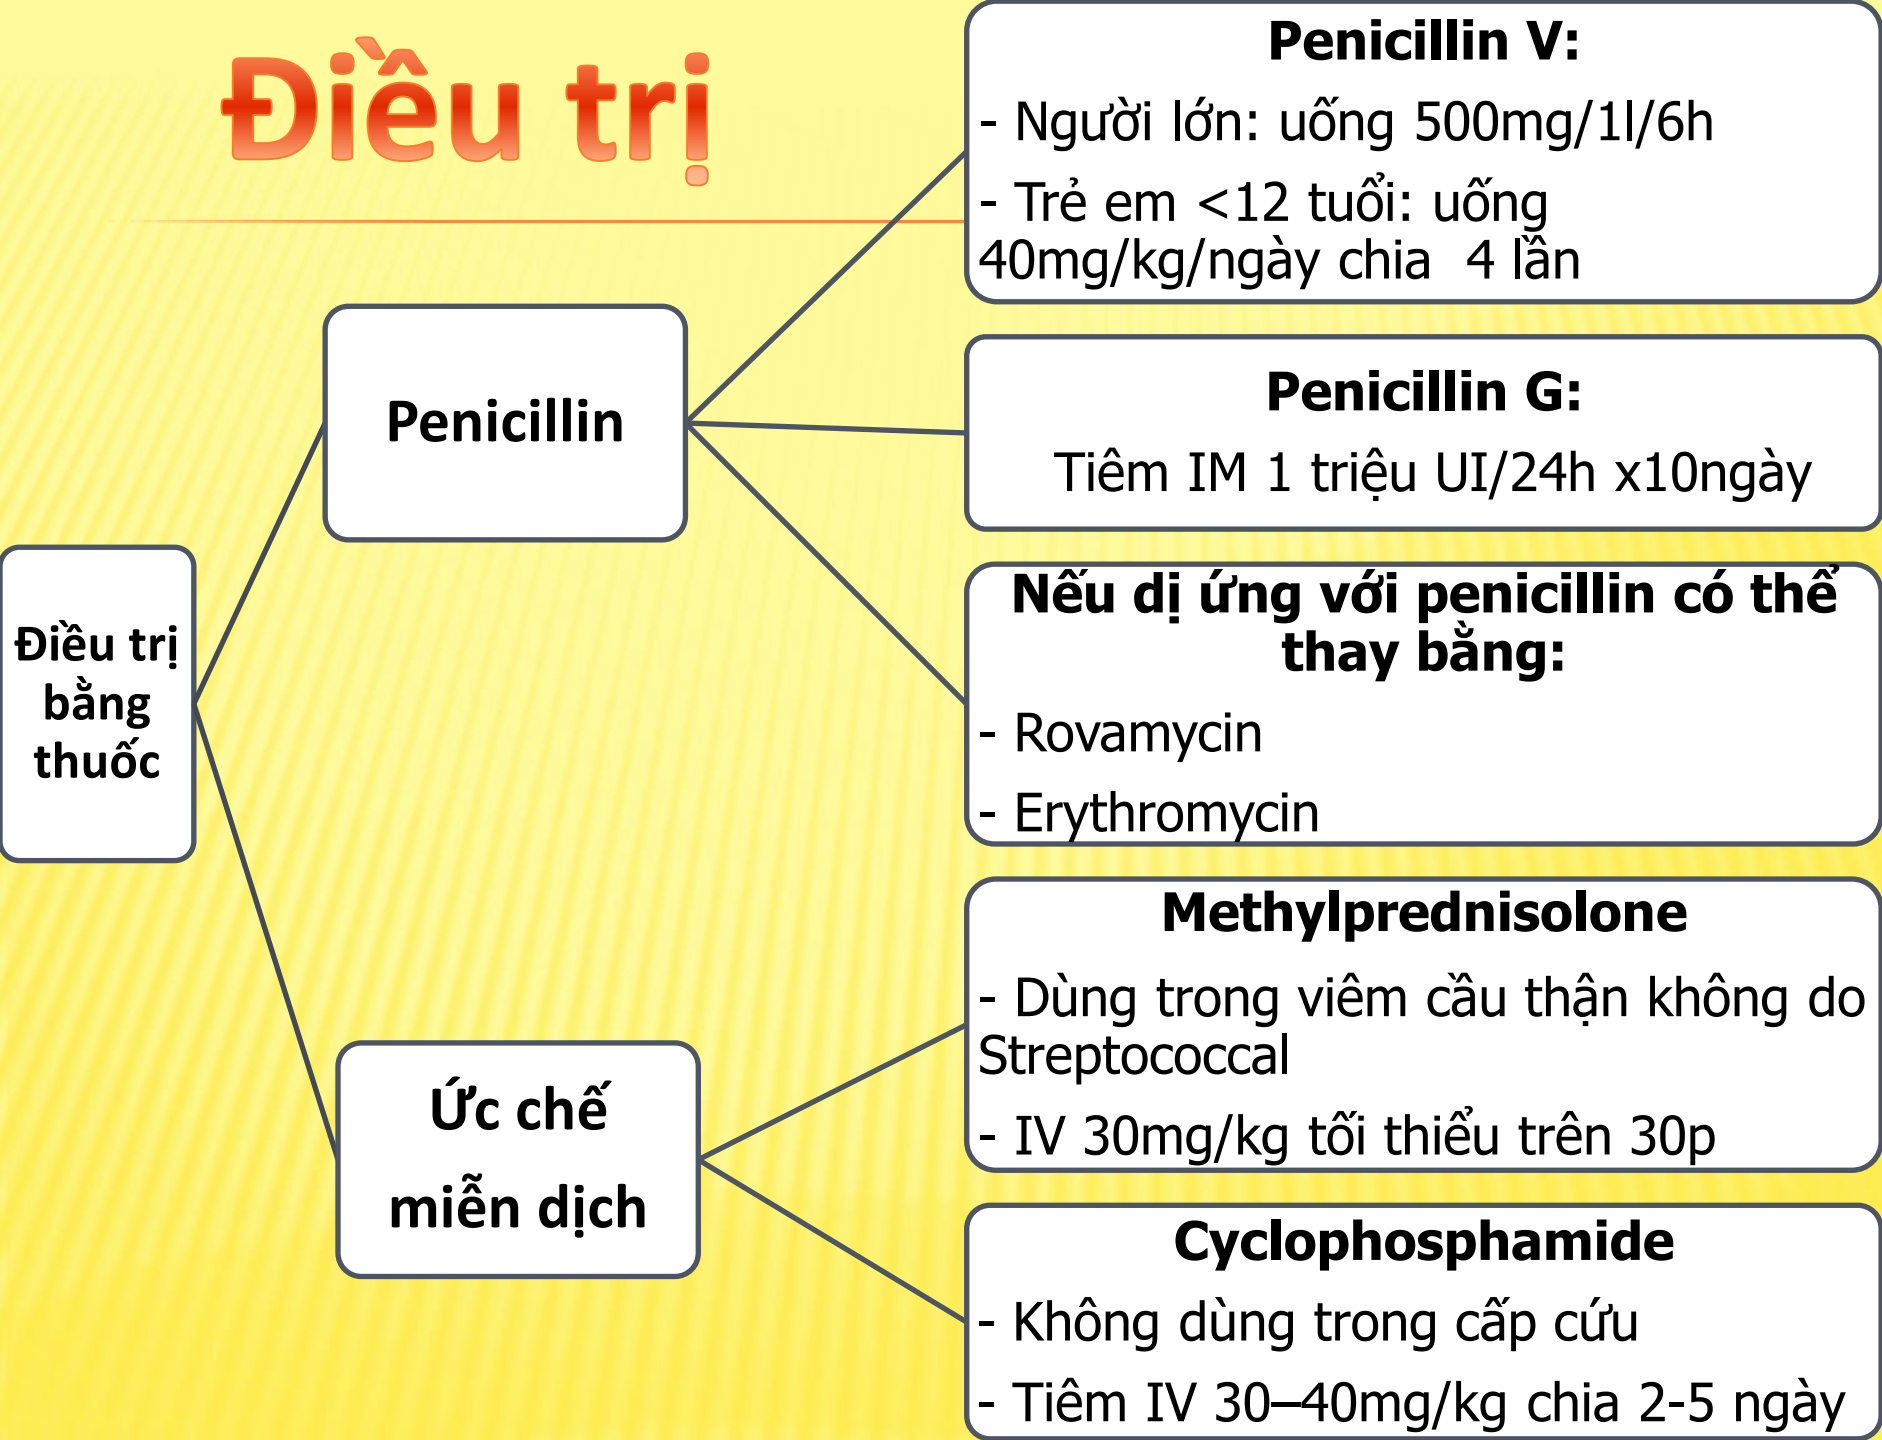 Điều trị
Điều trị
bằng
thuốc
Penicillin
Penicillin V:
- Người lớn: uống 500mg/1l/6h
- Trẻ em <12 tuổi: uống
40mg/kg/ngày chia 4 lần
Penicillin G:
Tiêm IM 1 triệu UI/24h x10ngày
Nếu dị ứng với penicillin có thể
thay bằng:
- Rovamycin
- Erythromycin
Ức chế
miễn dịch
Methylprednisolone
- Dùng trong viêm cầu thận không do
Streptococcal
- IV 30mg/kg tối thiểu trên 30p
Cyclophosphamide
- Không dùng trong cấp cứu
- Tiêm IV 30–40mg/kg chia 2-5 ngày